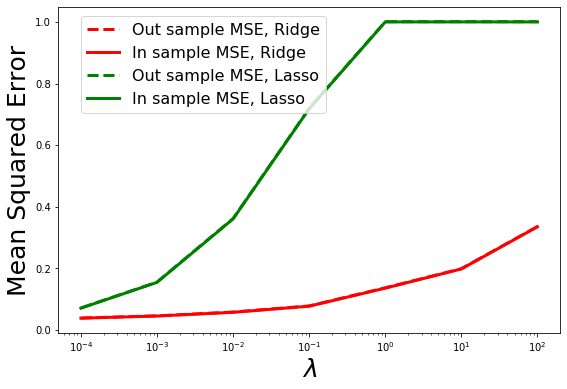 Out sample MSE, Ridge
In sample MSE, Ridge
Out sample MSE, Lasso
In sample MSE, Lasso
Mean Squared Error
1.0
0.8
0.6
0.4
0.2
0.0
10⁻⁴ 10⁻³ 10⁻² 10⁻¹ 10⁰ 10¹ 10²
λ